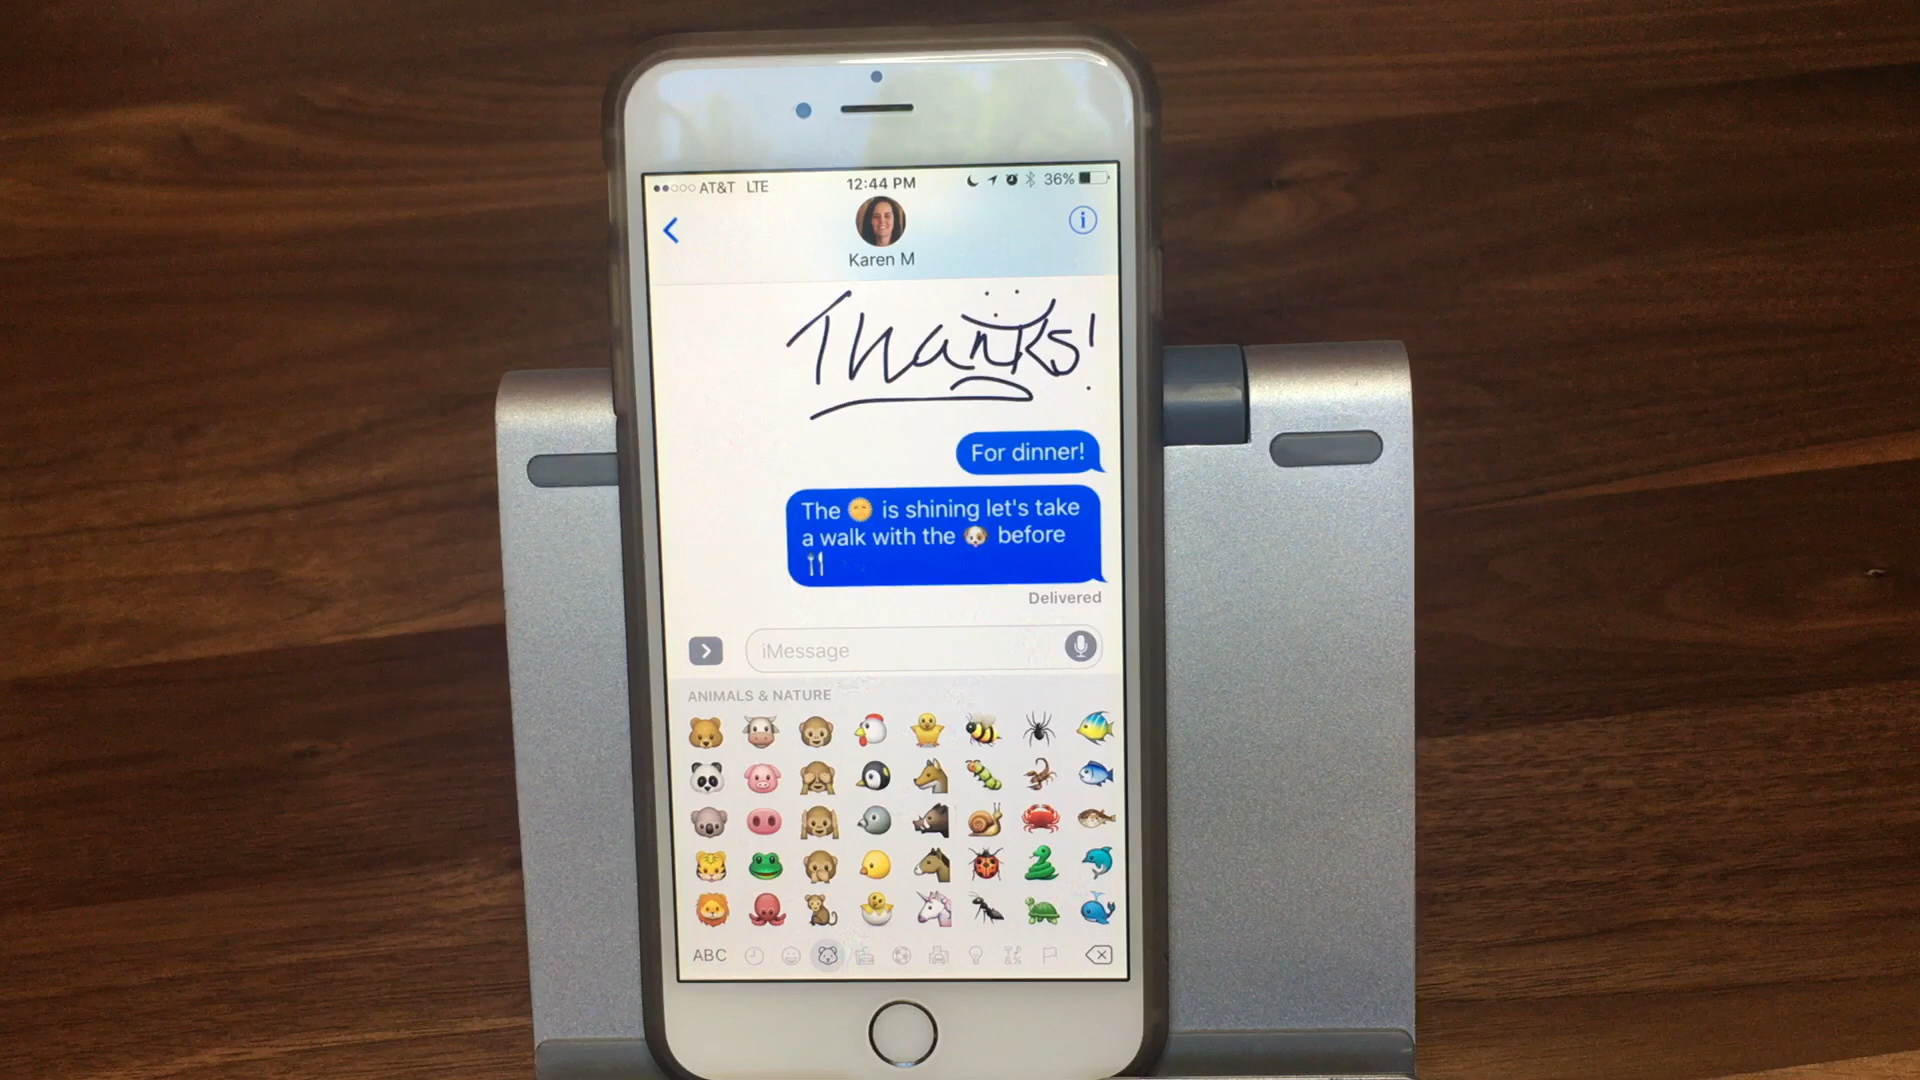 ●●○○○ AT&T LTE 12:44 PM 36%
Karen M
Thanks!
For dinner!
The 🌞 is shining let's take
a walk with the 🐶 before
🍴
Delivered
iMessage
ANIMALS & NATURE
ABC